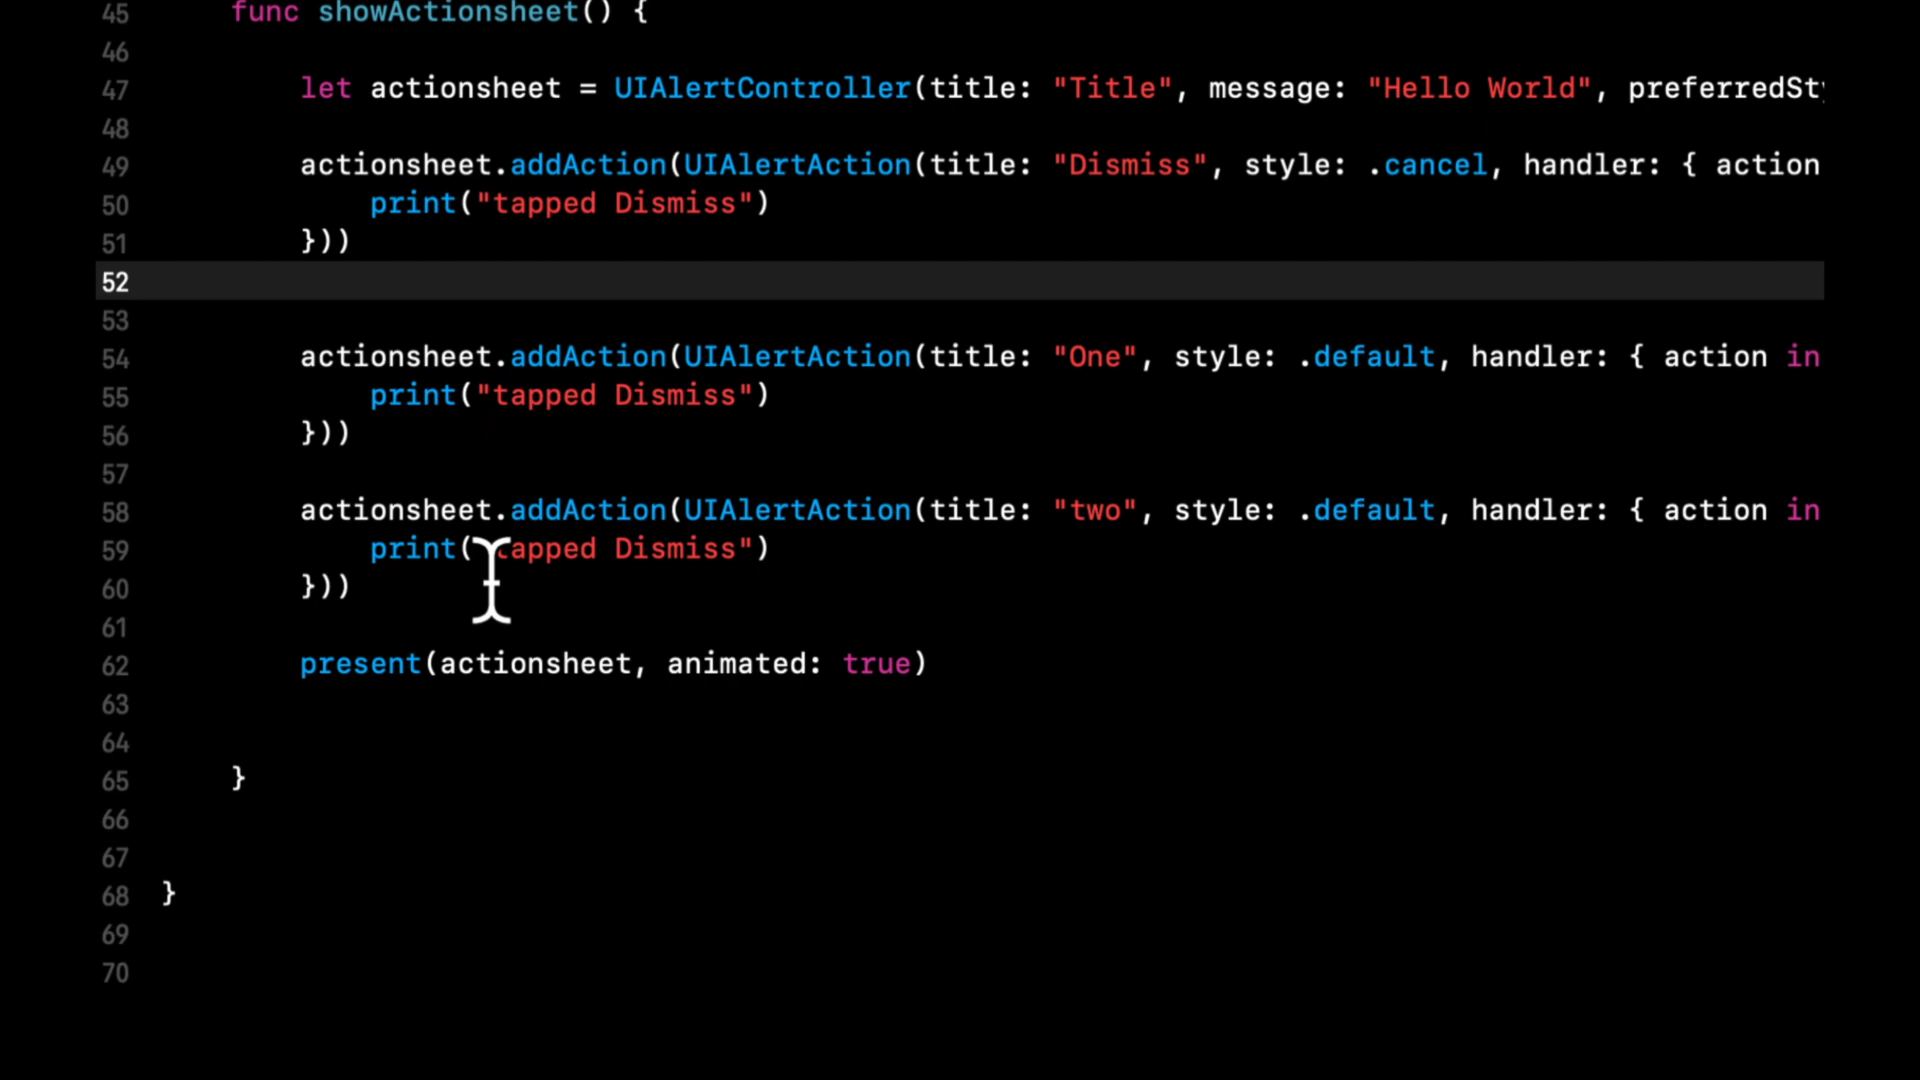 45 func showActionsheet() {
46
47 let actionsheet = UIAlertController(title: "Title", message: "Hello World", preferredSty
48
49 actionsheet.addAction(UIAlertAction(title: "Dismiss", style: .cancel, handler: { action
50 print("tapped Dismiss")
51 }))
52
53
54 actionsheet.addAction(UIAlertAction(title: "One", style: .default, handler: { action in
55 print("tapped Dismiss")
56 }))
57
58 actionsheet.addAction(UIAlertAction(title: "two", style: .default, handler: { action in
59 print("tapped Dismiss")
60 }))
61
62 present(actionsheet, animated: true)
63
64
65 }
66
67
68 }
69
70